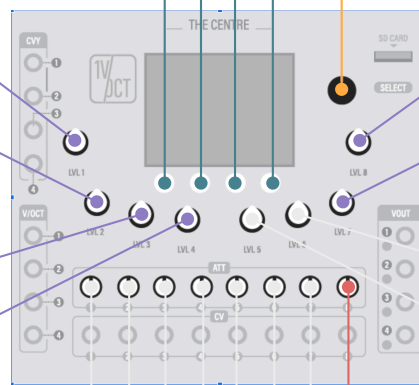 THE CENTRE
CVY
SD CARD
1V/OCT
SELECT
1
2
3
4
LVL 1
LVL 8
LVL 2
LVL 3
LVL 4
LVL 5
LVL 6
LVL 7
V/OCT
VOUT
1
2
3
4
1
2
3
4
ATT
CV